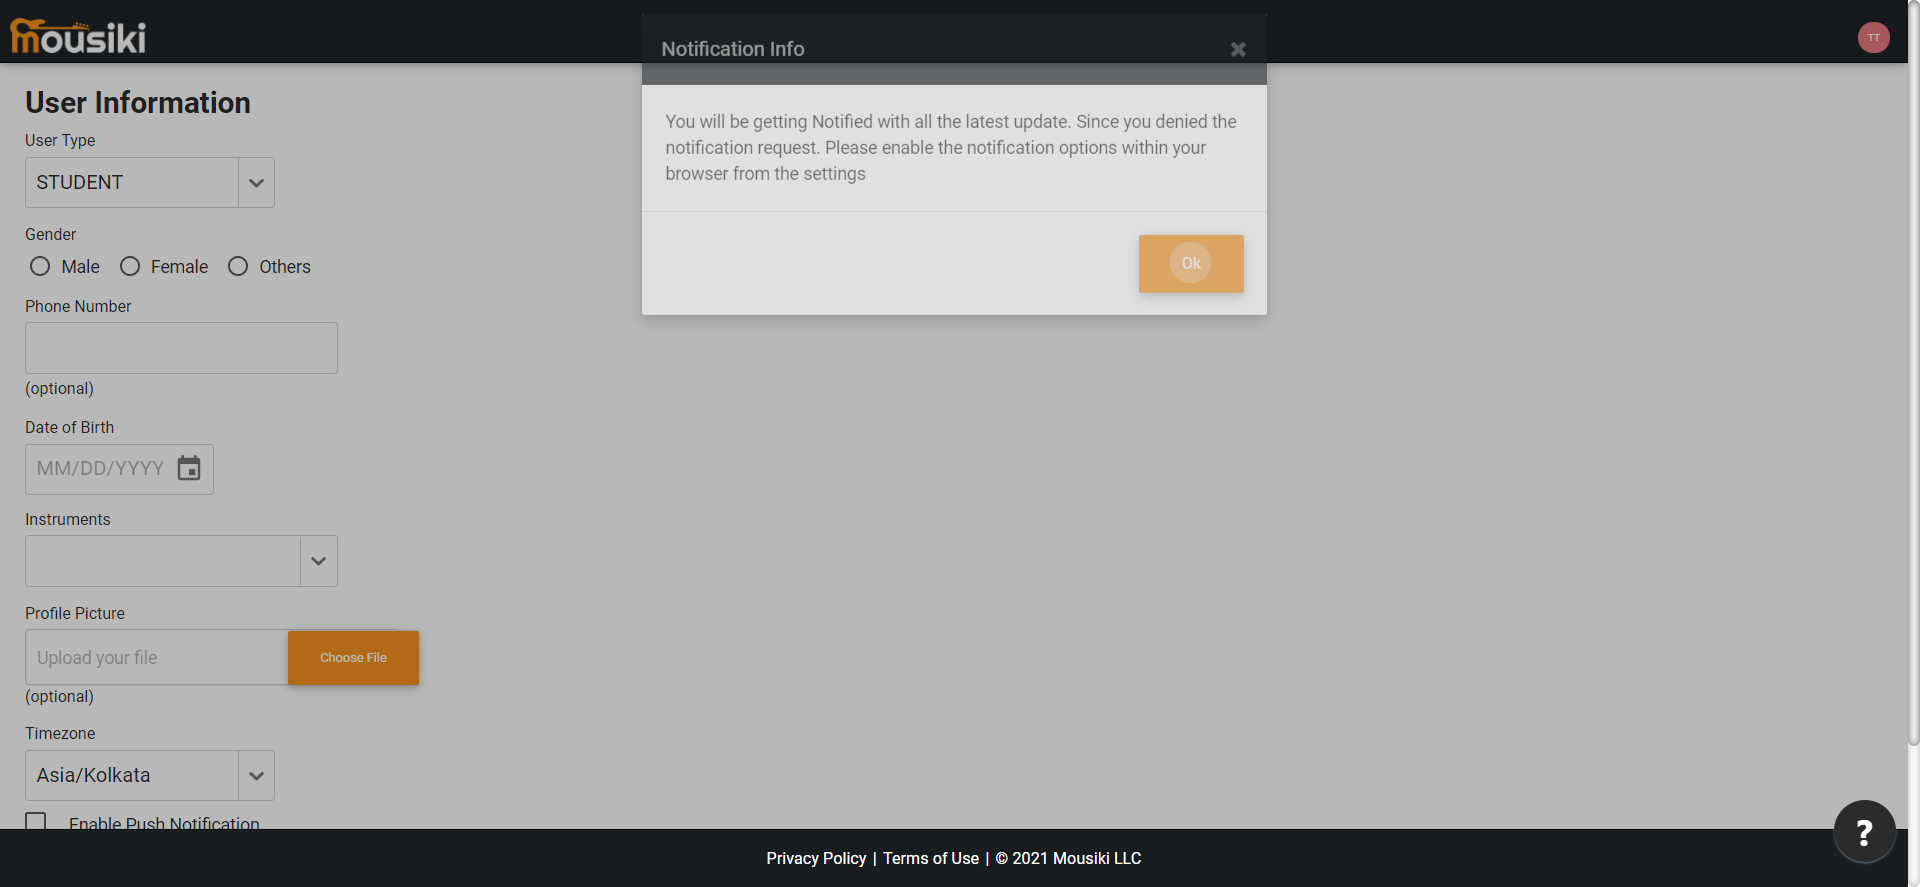 mousiki
TT
Notification Info
You will be getting Notified with all the latest update. Since you denied the
notification request. Please enable the notification options within your
browser from the settings
Ok
User Information
User Type
STUDENT
Gender
Male
Female
Others
Phone Number
(optional)
Date of Birth
MM/DD/YYYY
Instruments
Profile Picture
Upload your file
Choose File
(optional)
Timezone
Asia/Kolkata
Enable Push Notification
?
Privacy Policy | Terms of Use | © 2021 Mousiki LLC